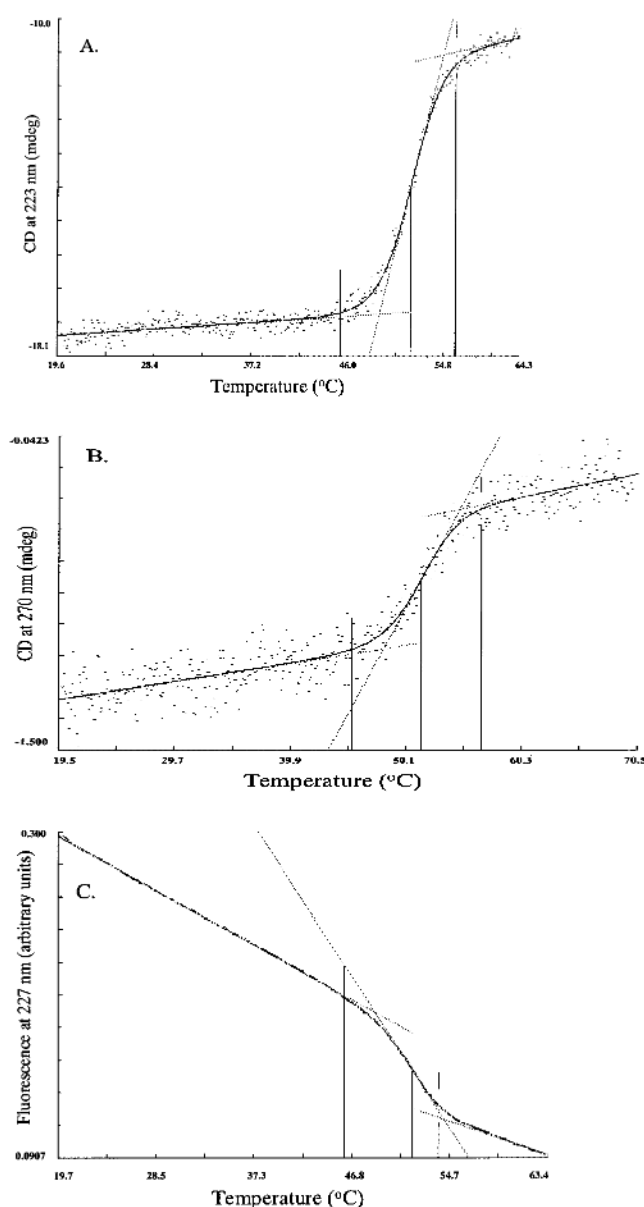 -10.0
A.
CD at 223 nm (mdeg)
-18.1
19.6 28.4 37.2 46.0 54.8 64.3
Temperature (°C)
-0.0423
B.
CD at 270 nm (mdeg)
-1.500
19.5 29.7 39.9 50.1 60.3 70.5
Temperature (°C)
0.300
C.
Fluorescence at 227 nm (arbitrary units)
0.0907
19.7 28.5 37.3 46.8 54.7 63.4
Temperature (°C)